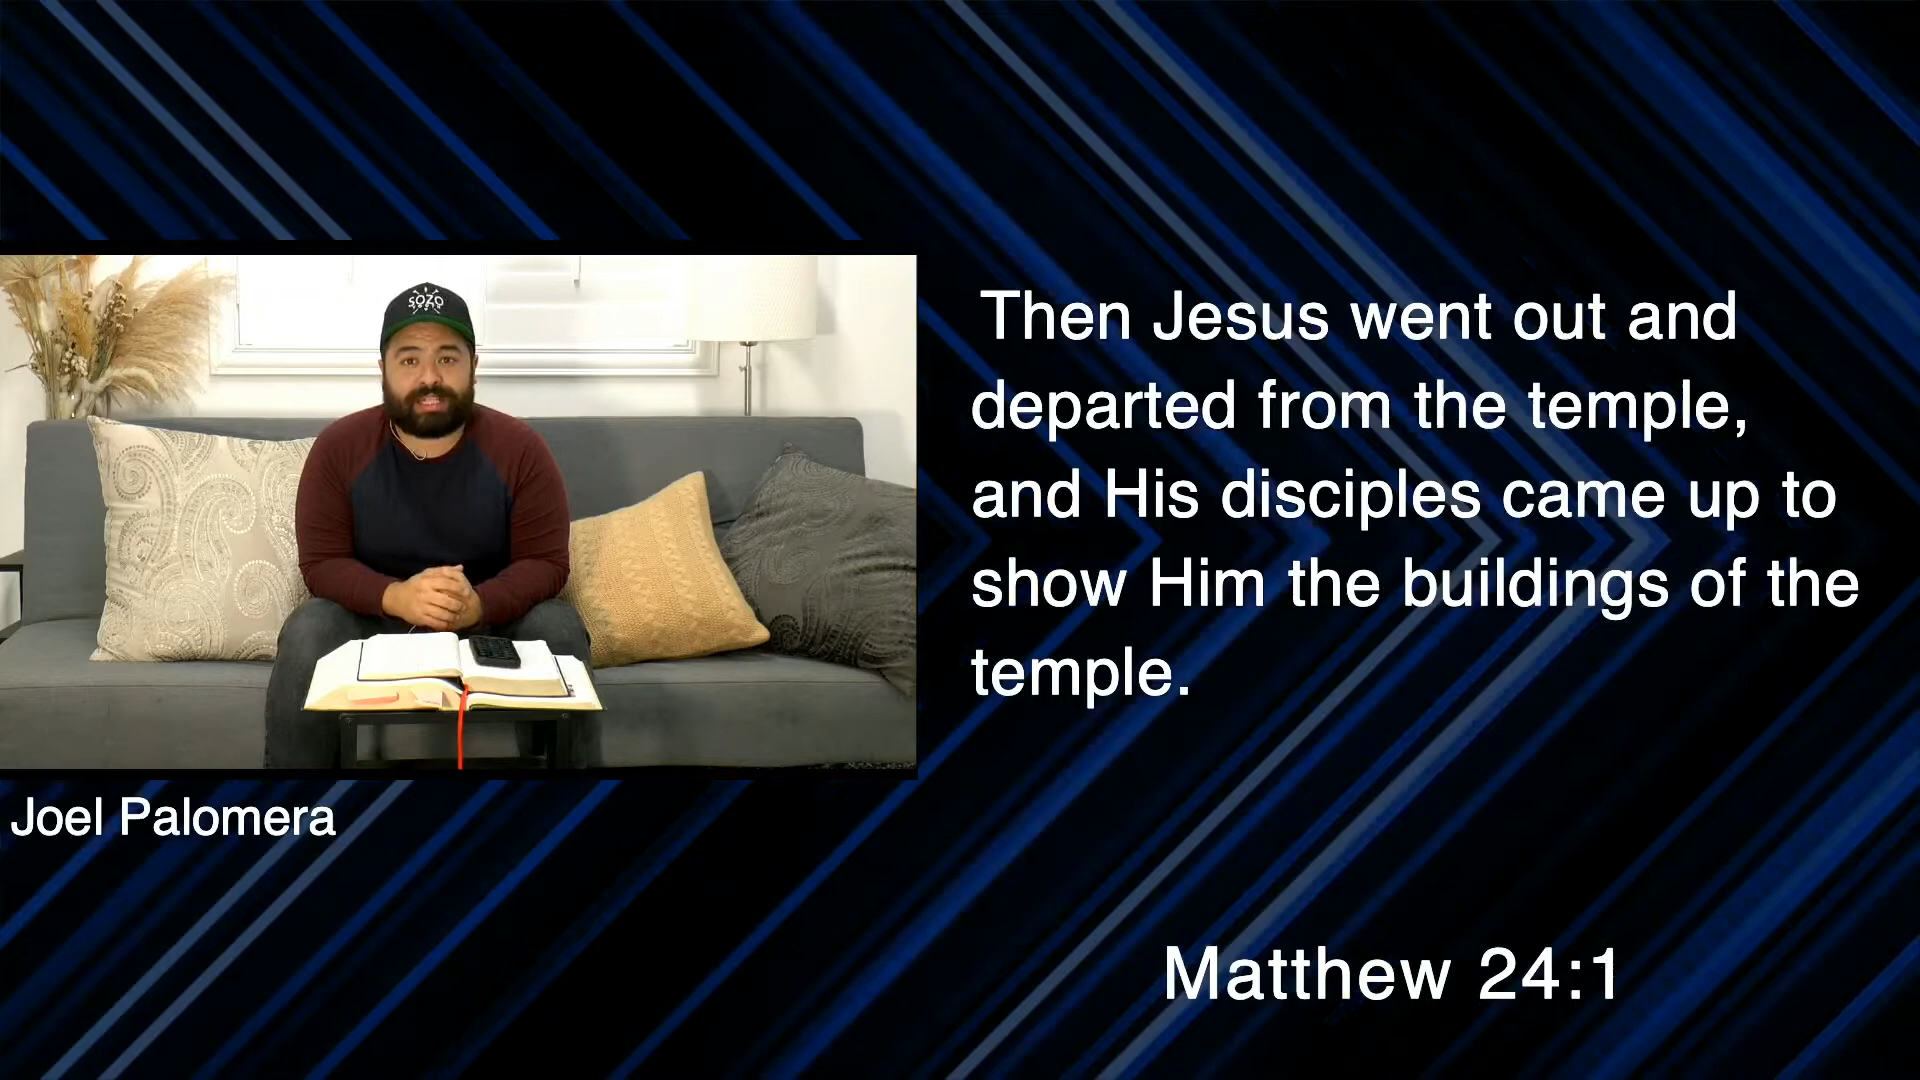 SOZO
Then Jesus went out and
departed from the temple,
and His disciples came up to
show Him the buildings of the
temple.
Joel Palomera
Matthew 24:1